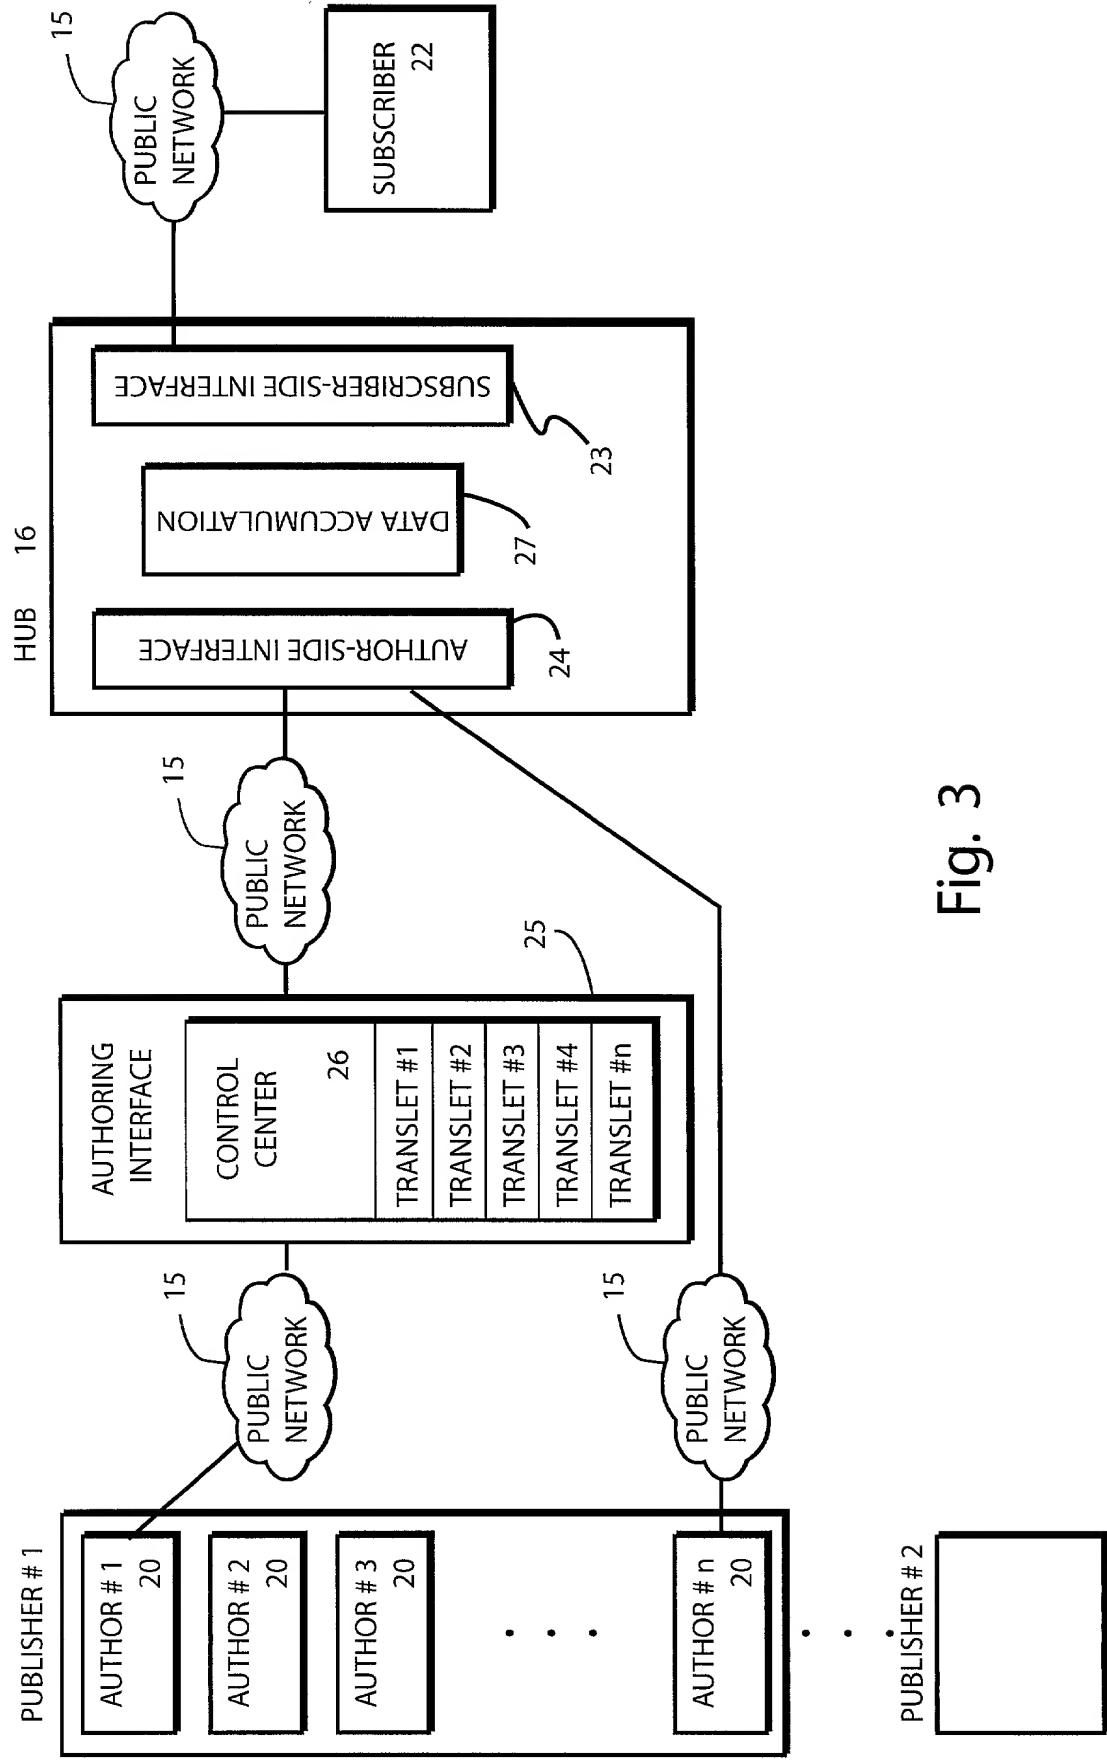 PUBLISHER # 1
AUTHOR # 1
20
AUTHOR # 2
20
AUTHOR # 3
20
. . .
AUTHOR # n
20
. . .
PUBLISHER # 2
15
PUBLIC
NETWORK
15
PUBLIC
NETWORK
AUTHORING
INTERFACE
CONTROL
CENTER
26
TRANSLET #1
TRANSLET #2
TRANSLET #3
TRANSLET #4
TRANSLET #n
25
15
PUBLIC
NETWORK
HUB 16
AUTHOR-SIDE INTERFACE
24
DATA ACCUMULATION
27
SUBSCRIBER-SIDE INTERFACE
23
15
PUBLIC
NETWORK
SUBSCRIBER
22
Fig. 3